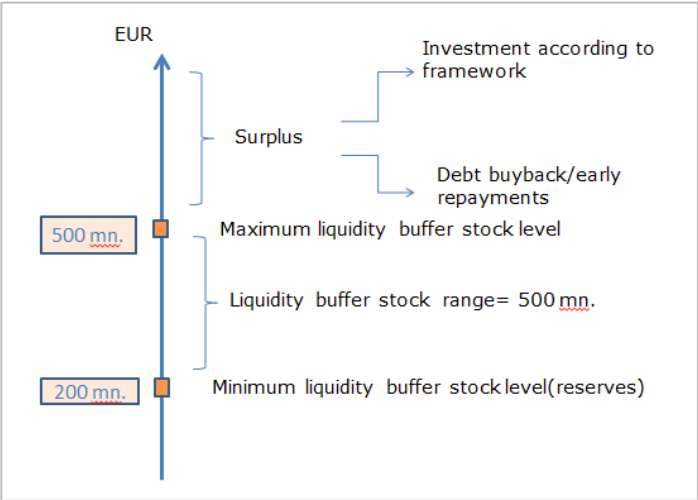 EUR
Investment according to
framework
Surplus
Debt buyback/early
repayments
500 mn.
Maximum liquidity buffer stock level
Liquidity buffer stock range= 500 mn.
200 mn.
Minimum liquidity buffer stock level(reserves)